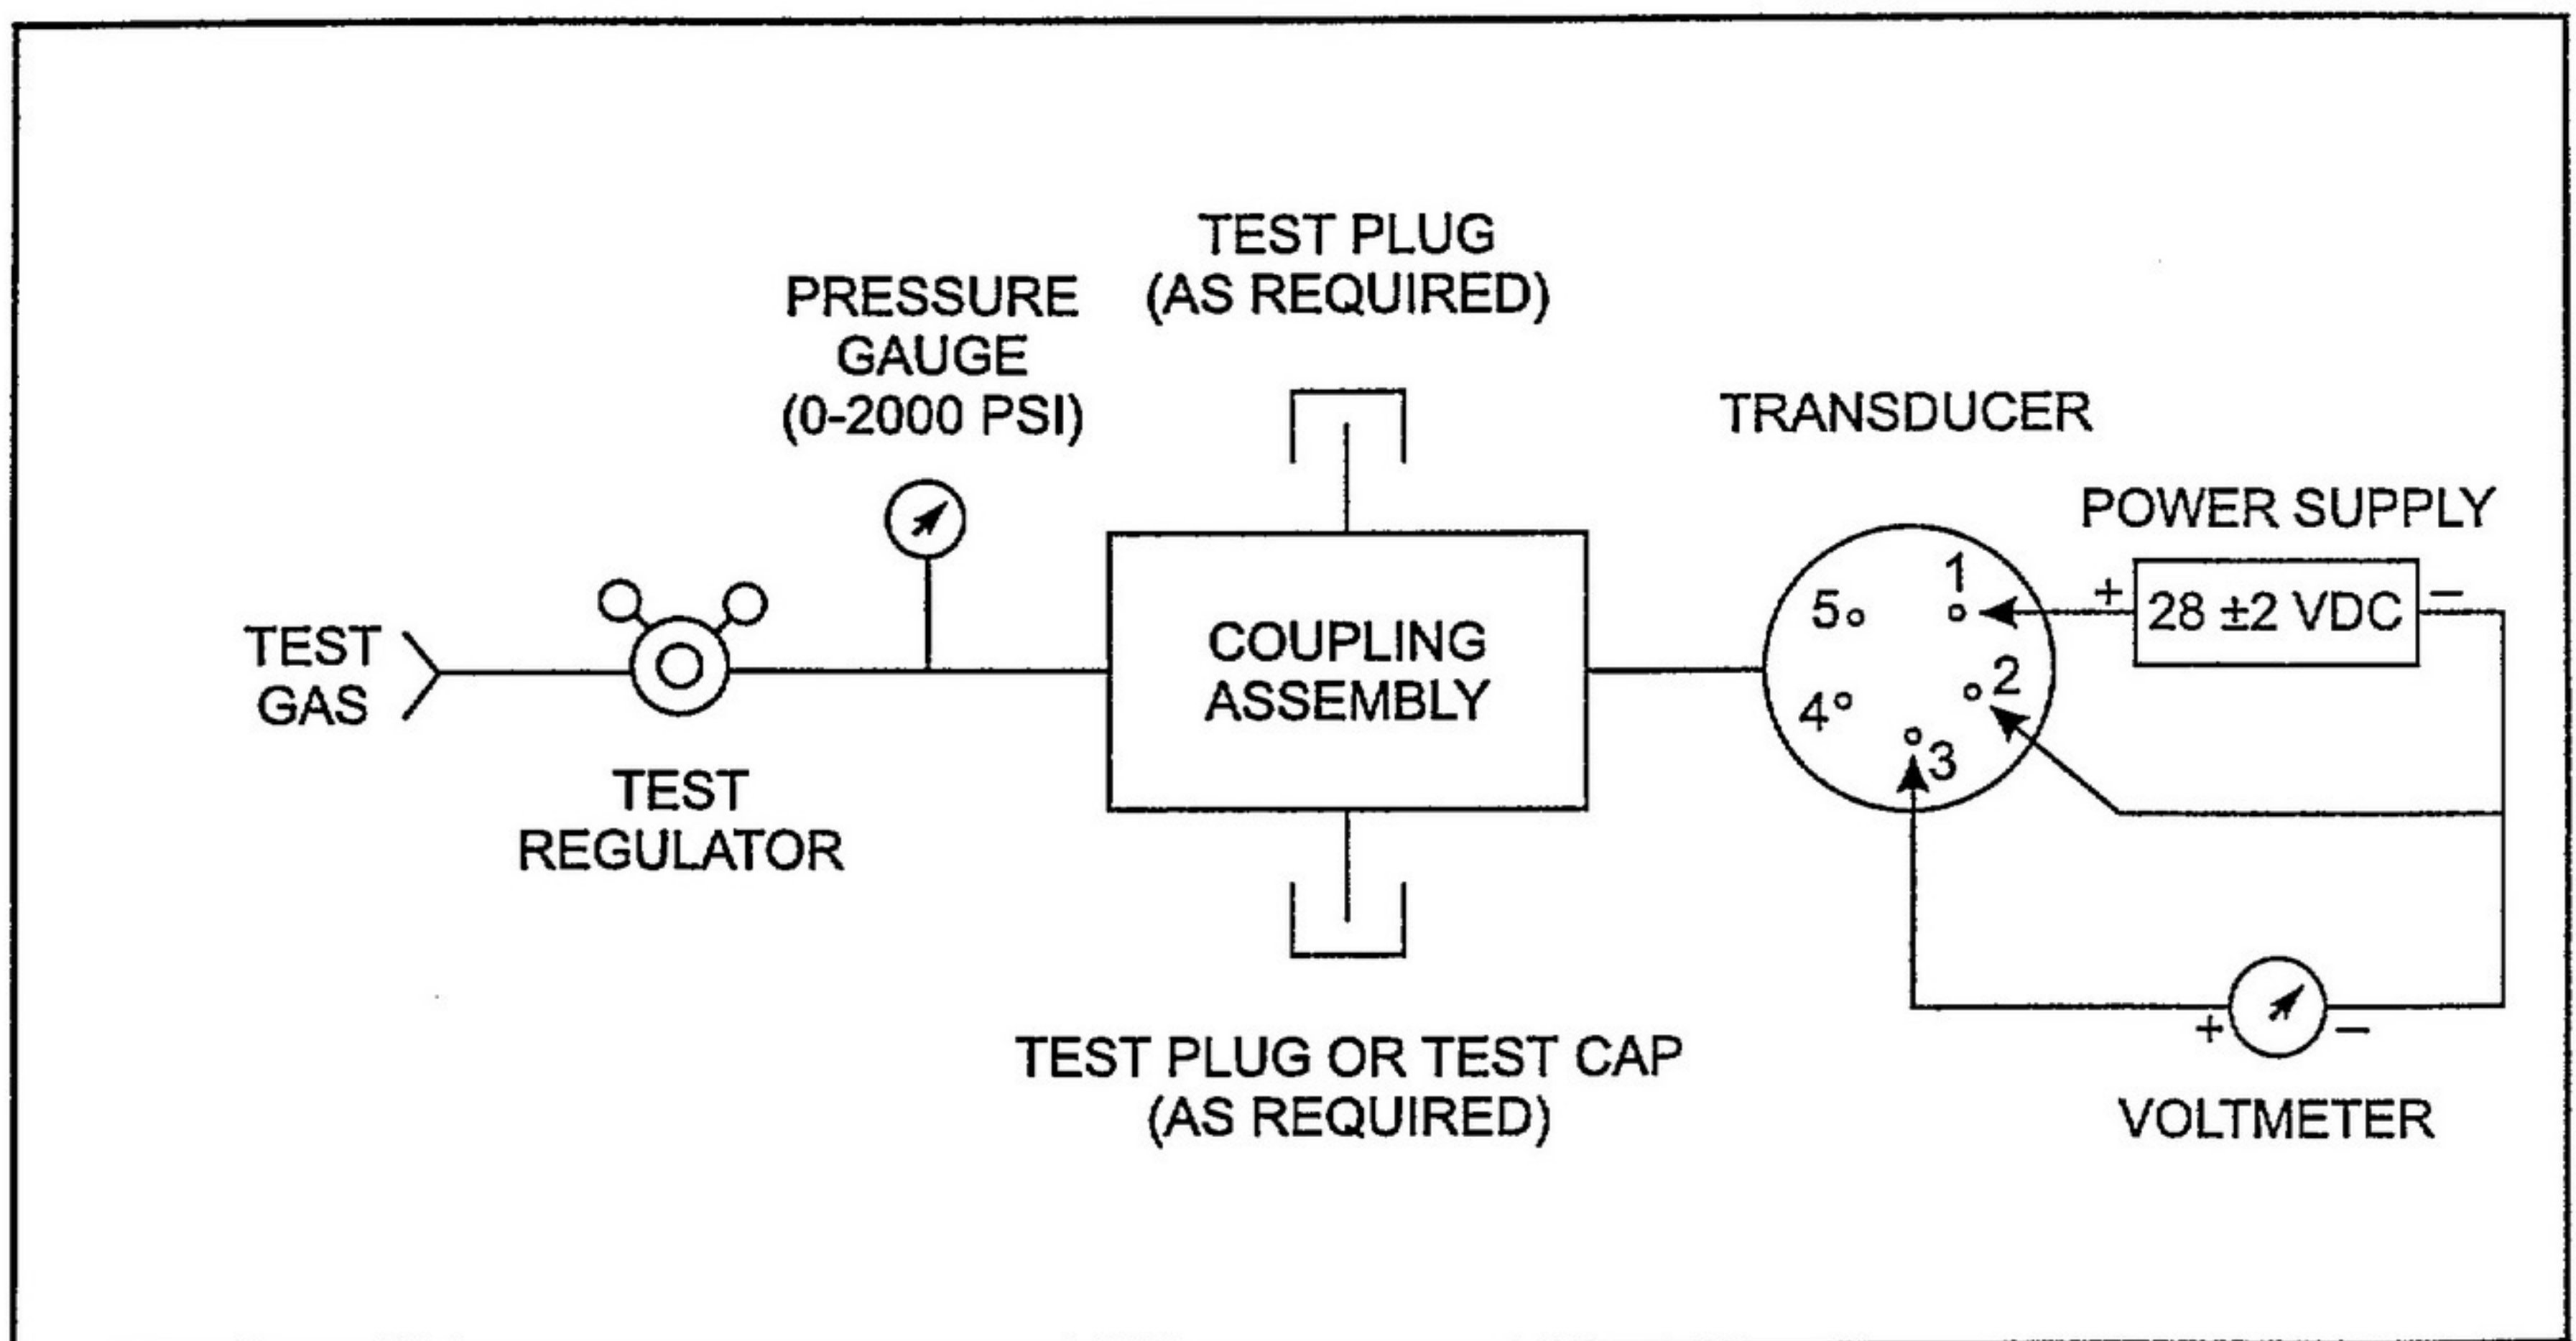 TEST PLUG
(AS REQUIRED)
PRESSURE
GAUGE
(0-2000 PSI)
TRANSDUCER
POWER SUPPLY
TEST
GAS
TEST
REGULATOR
COUPLING
ASSEMBLY
5
1
+
28 ±2 VDC
–
4
2
3
TEST PLUG OR TEST CAP
(AS REQUIRED)
+
–
VOLTMETER